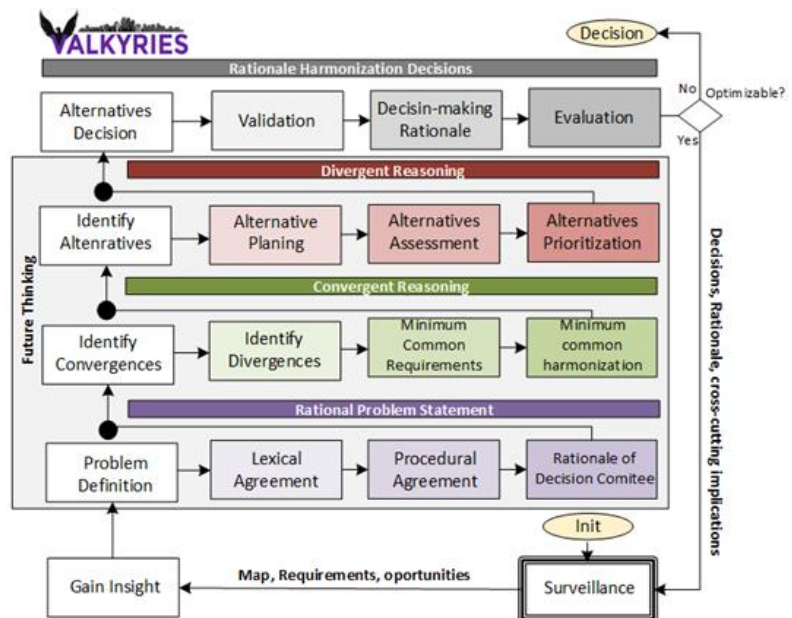 VALKYRIES
Decision
Rationale Harmonization Decisions
No
Optimizable?
Yes
Alternatives
Decision
Validation
Decisin-making
Rationale
Evaluation
Divergent Reasoning
Identify
Altenratives
Alternative
Planing
Alternatives
Assessment
Alternatives
Prioritization
Convergent Reasoning
Future Thinking
Identify
Convergences
Identify
Divergences
Minimum
Common
Requirements
Minimum
common
harmonization
Decisions, Rationale, cross-cutting implications
Rational Problem Statement
Problem
Definition
Lexical
Agreement
Procedural
Agreement
Rationale of
Decision Comitee
Init
Gain Insight
Map, Requirements, oportunities
Surveillance